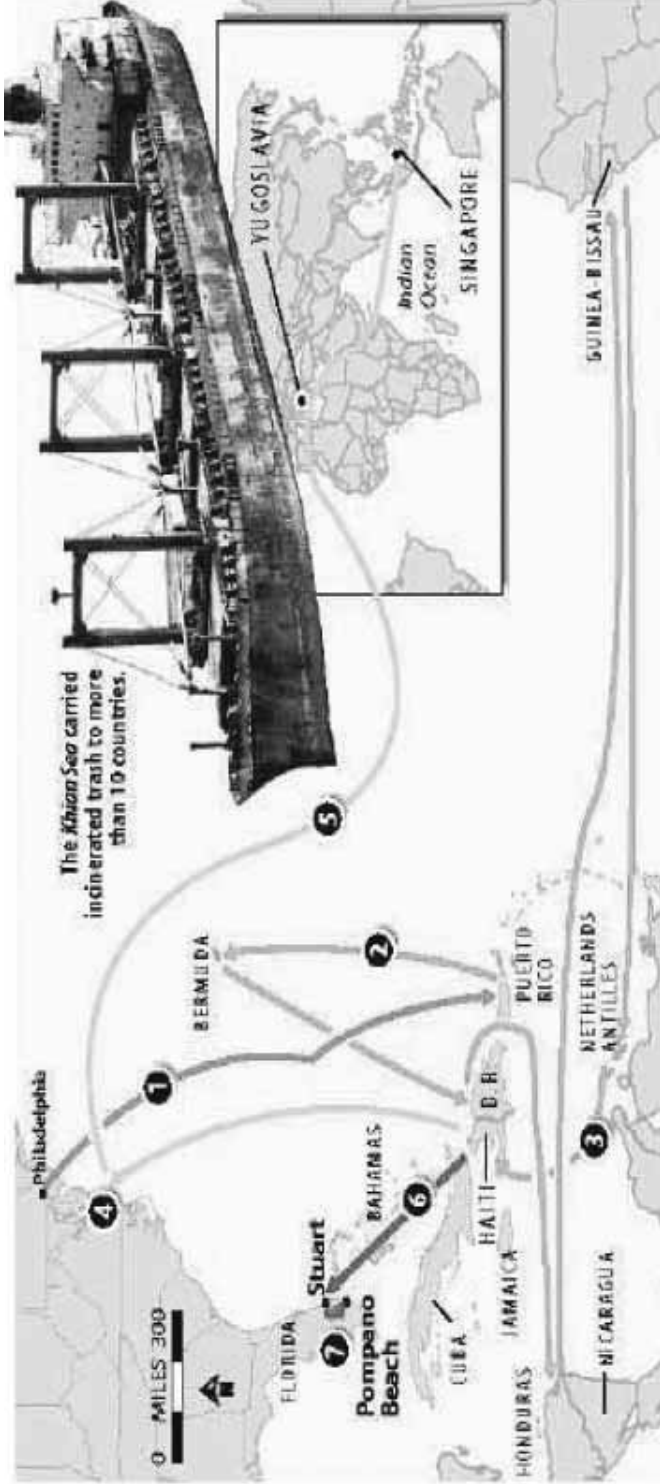 The Khian Sea carried
incinerated trash to more
than 10 countries.
YUGOSLAVIA
Indian
Ocean
SINGAPORE
GUINEA-BISSAU
Philadelphia
0 MILES 300
N
1
2
3
4
5
6
7
BERMUDA
FLORIDA
Stuart
Pompano
Beach
BAHAMAS
CUBA
HAITI
D.R.
PUERTO
RICO
JAMAICA
NETHERLANDS
ANTILLES
HONDURAS
NICARAGUA